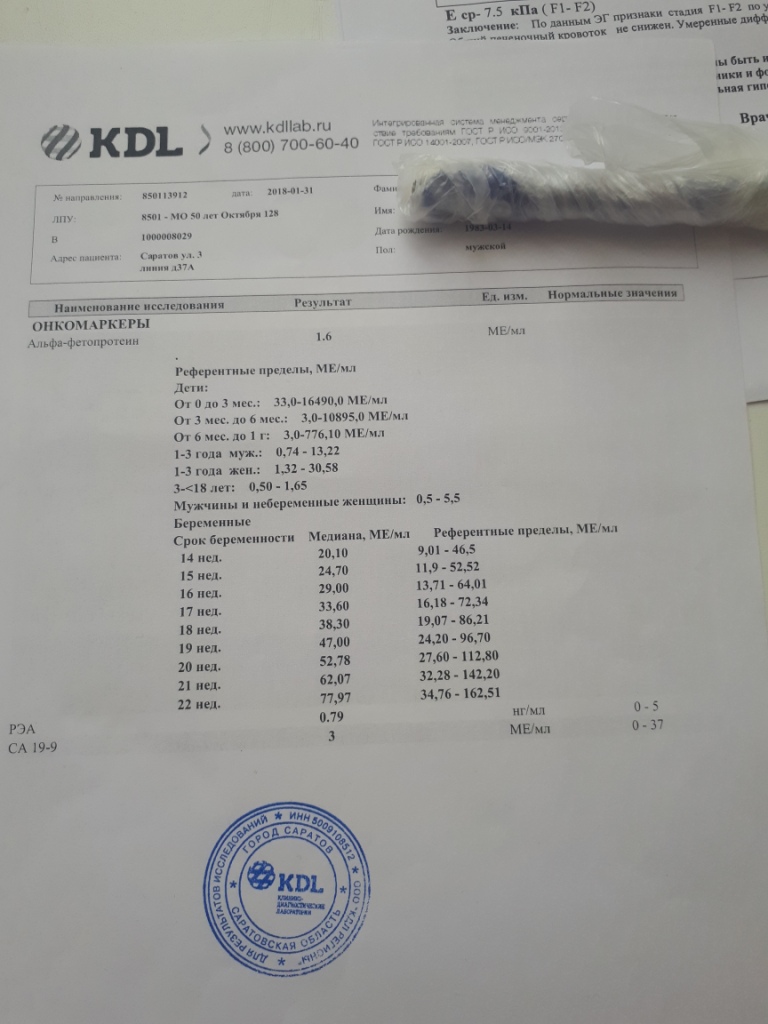 Е ср- 7.5 кПа ( F1- F2)
Заключение: По данным ЭГ признаки стадия F1- F2 по
печеночный кровоток не снижен. Умеренные
быть
и
Врач
KDL
www.kdllab.ru
8 (800) 700-60-40
Интегрированная система менеджмента
требованиям ГОСТ Р ИСО 9001-
ГОСТ Р ИСО 14001-2007, ГОСТ Р ИСО/МЭК
№ направления: 850113912 дата: 2018-01-31
ЛПУ: 8501 - МО 50 лет Октября 128
Имя:
В 1000008029
Дата рождения:
Адрес пациента: Саратов ул. 3
линия д37А
Пол: мужской
Наименование исследования Результат Ед. изм. Нормальные значения
ОНКОМАРКЕРЫ
Альфа-фетопротеин 1.6 МЕ/мл
.
Референтные пределы, МЕ/мл
Дети:
От 0 до 3 мес.: 33,0-16490,0 МЕ/мл
От 3 мес. до 6 мес.: 3,0-10895,0 МЕ/мл
От 6 мес. до 1 г: 3,0-776,10 МЕ/мл
1-3 года муж.: 0,74 - 13,22
1-3 года жен.: 1,32 - 30,58
3-<18 лет: 0,50 - 1,65
Мужчины и небеременные женщины: 0,5 - 5,5
Беременные
Срок беременности Медиана, МЕ/мл Референтные пределы, МЕ/мл
14 нед. 20,10 9,01 - 46,5
15 нед. 24,70 11,9 - 52,52
16 нед. 29,00 13,71 - 64,01
17 нед. 33,60 16,18 - 72,34
18 нед. 38,30 19,07 - 86,21
19 нед. 47,00 24,20 - 96,70
20 нед. 52,78 27,60 - 112,80
21 нед. 62,07 32,28 - 142,20
22 нед. 77,97 34,76 - 162,51
РЭА 0.79 нг/мл 0 - 5
СА 19-9 3 МЕ/мл 0 - 37
ДЛЯ РЕЗУЛЬТАТОВ ИССЛЕДОВАНИЙ * ИНН 5009108512 * ООО "КДЛ РЕГИОНЫ" *
ГОРОД САРАТОВ * САРАТОВСКАЯ ОБЛАСТЬ *
KDL
КЛИНИКО-
ДИАГНОСТИЧЕСКИЕ
ЛАБОРАТОРИИ